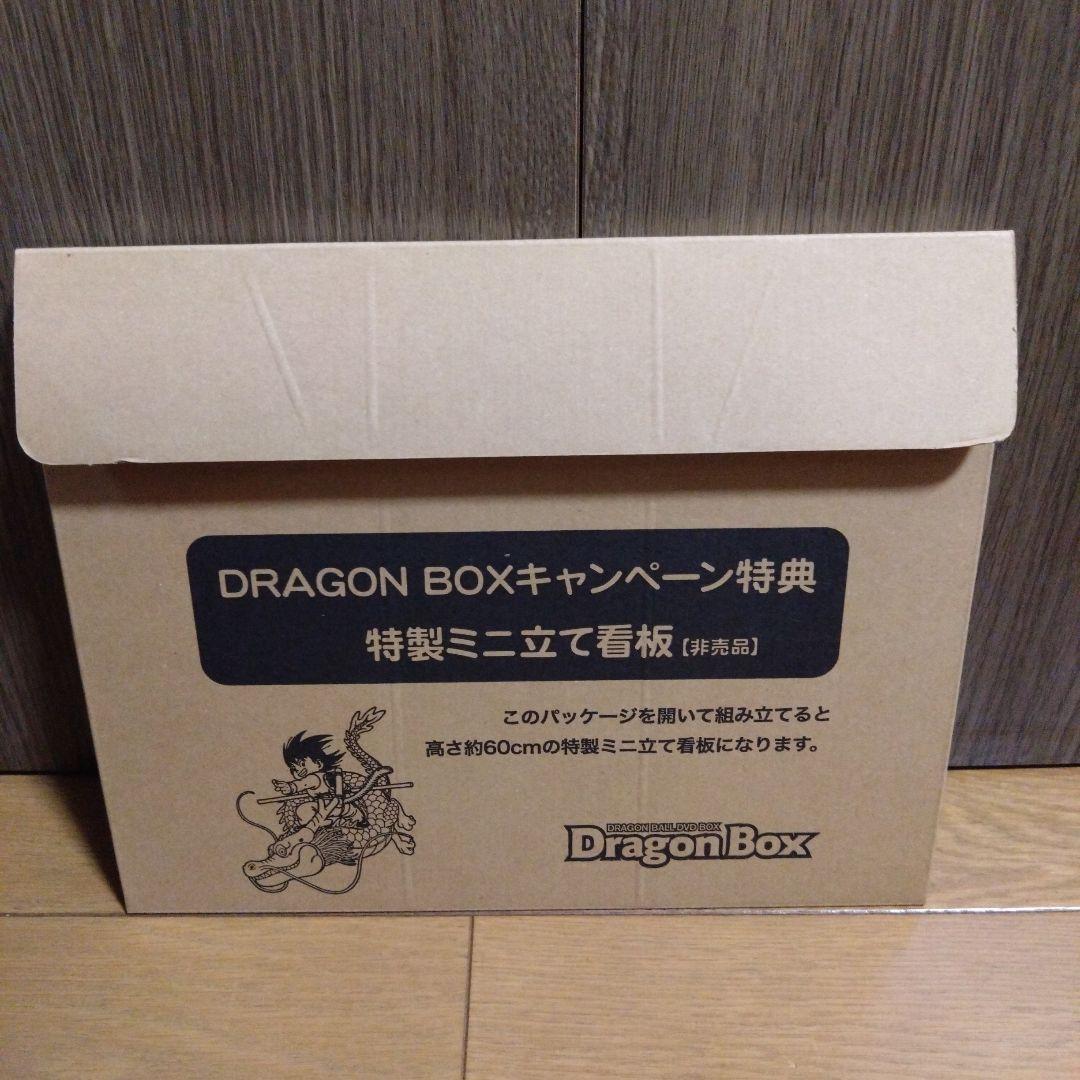 DRAGON BOXキャンペーン特典
特製ミニ立て看板【非売品】
このパッケージを開いて組み立てると
高さ約60cmの特製ミニ立て看板になります。
DRAGON BALL DVD BOX
DragonBox